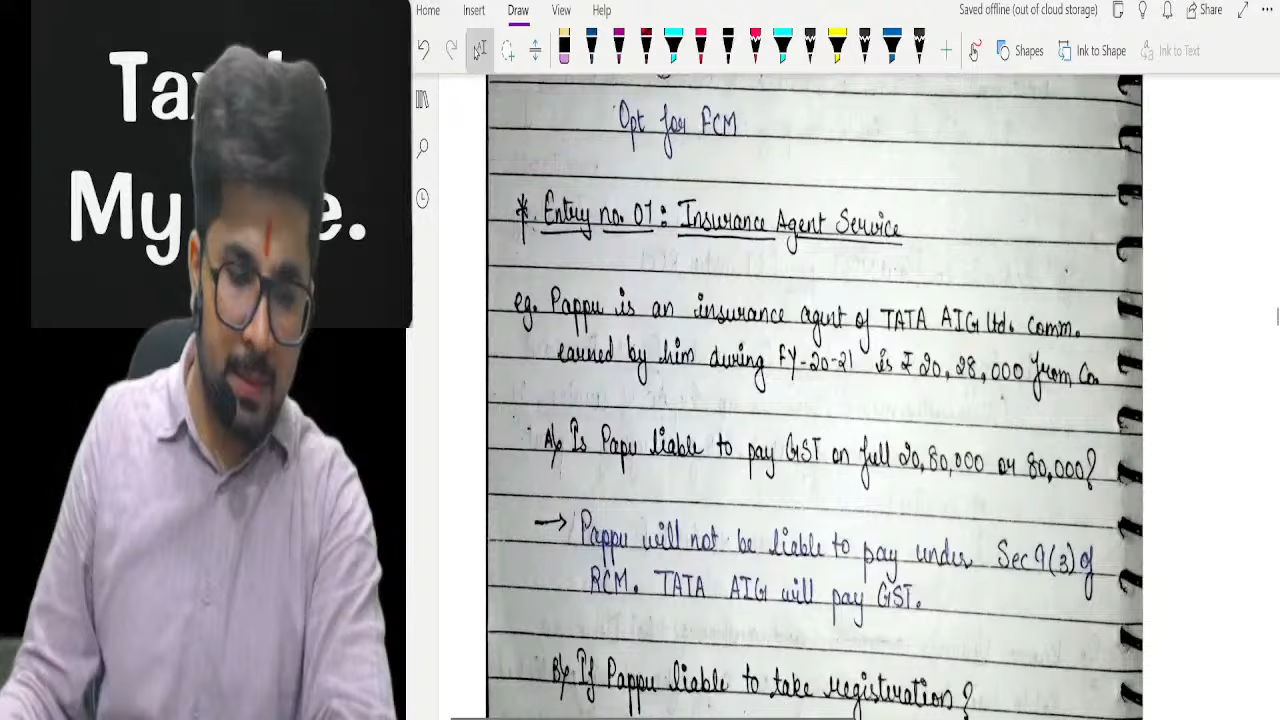 Home Insert Draw View Help Saved offline (out of cloud storage) Share
Shapes Ink to Shape Ink to Text
Tax
My e.
Opt for FCM
* Entry no. 07: Insurance Agent Service
eg. Pappu is an insurance agent of TATA AIG Ltd. Comm.
earned by him during FY-20-21 is ₹ 20,28,000 from Co.
A) Is Papu liable to pay GST on full 20,80,000 or 80,000?
→ Pappu will not be liable to pay under Sec 9(3) of
RCM. TATA AIG will pay GST.
B) If Pappu liable to take registration?